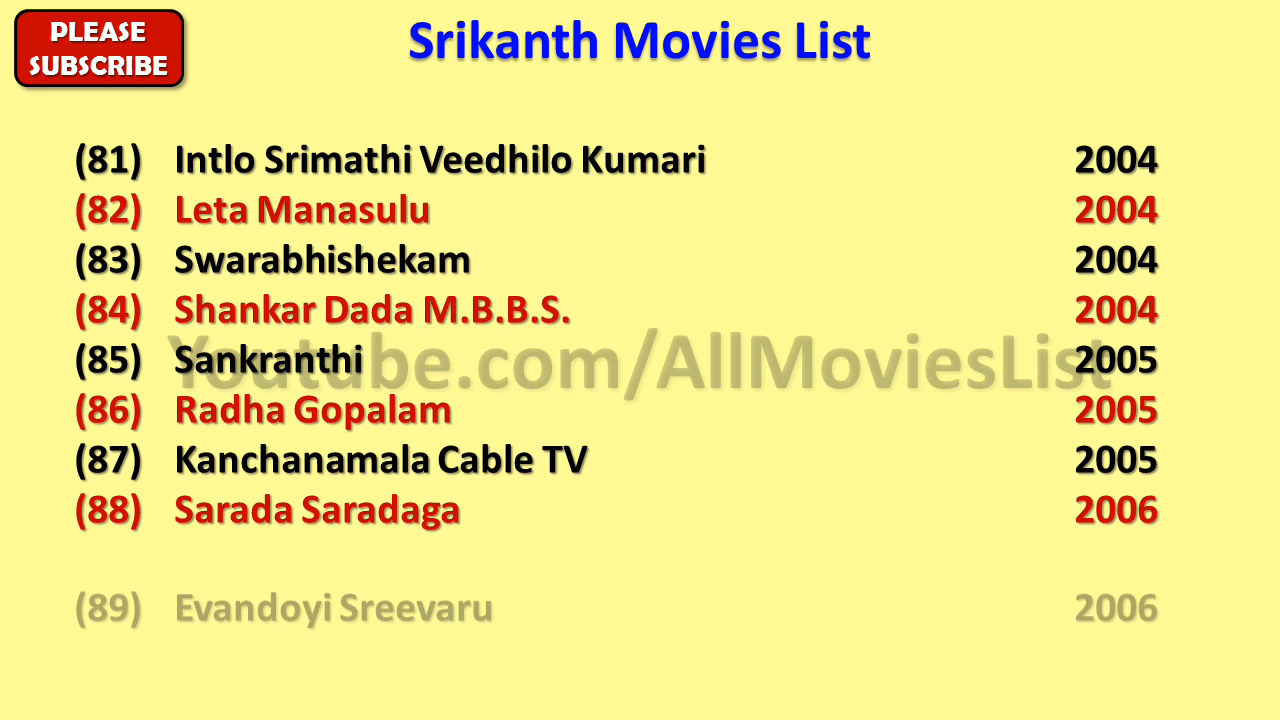 PLEASE
SUBSCRIBE
Srikanth Movies List
(81) Intlo Srimathi Veedhilo Kumari 2004
(82) Leta Manasulu 2004
(83) Swarabhishekam 2004
(84) Shankar Dada M.B.B.S. 2004
Youtube.com/AllMoviesList
(85) Sankranthi 2005
(86) Radha Gopalam 2005
(87) Kanchanamala Cable TV 2005
(88) Sarada Saradaga 2006
(89) Evandoyi Sreevaru 2006